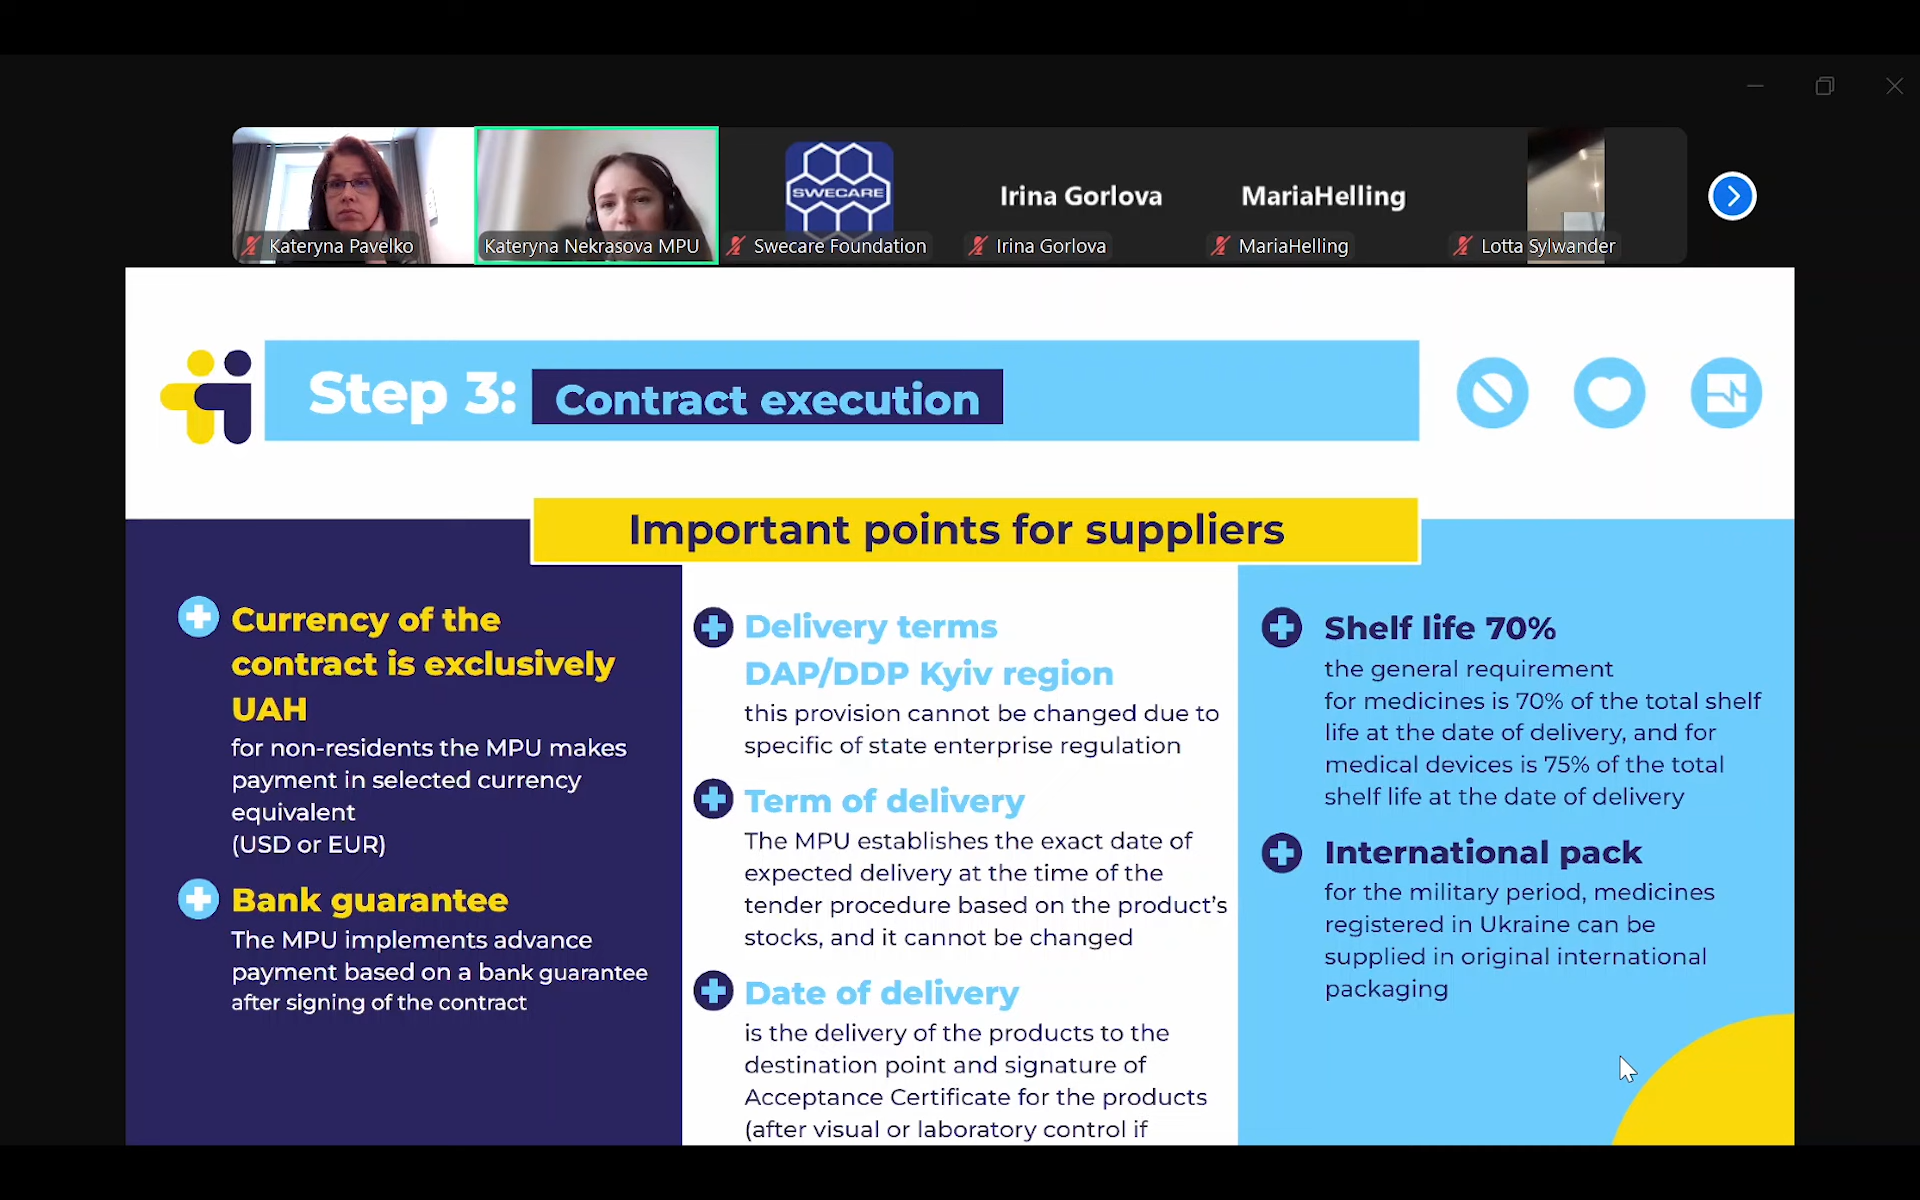 SWECARE
Irina Gorlova
MariaHelling
Kateryna Pavelko
Kateryna Nekrasova MPU
Swecare Foundation
Irina Gorlova
MariaHelling
Lotta Sylwander
Step 3: Contract execution
Important points for suppliers
Currency of the
contract is exclusively
UAH
for non-residents the MPU makes
payment in selected currency
equivalent
(USD or EUR)
Bank guarantee
The MPU implements advance
payment based on a bank guarantee
after signing of the contract
Delivery terms
DAP/DDP Kyiv region
this provision cannot be changed due to
specific of state enterprise regulation
Term of delivery
The MPU establishes the exact date of
expected delivery at the time of the
tender procedure based on the product's
stocks, and it cannot be changed
Date of delivery
is the delivery of the products to the
destination point and signature of
Acceptance Certificate for the products
(after visual or laboratory control if
Shelf life 70%
the general requirement
for medicines is 70% of the total shelf
life at the date of delivery, and for
medical devices is 75% of the total
shelf life at the date of delivery
International pack
for the military period, medicines
registered in Ukraine can be
supplied in original international
packaging